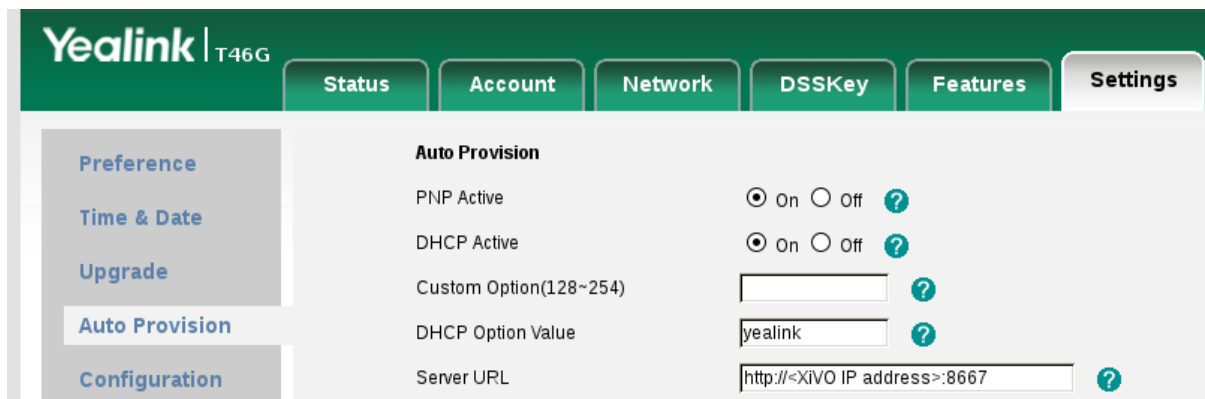 Yealink T46G
Status Account Network DSSKey Features Settings
Preference
Time & Date
Upgrade
Auto Provision
Configuration
Auto Provision
PNP Active On Off ?
DHCP Active On Off ?
Custom Option(128~254) ?
DHCP Option Value yealink ?
Server URL http://<XiVO IP address>:8667 ?